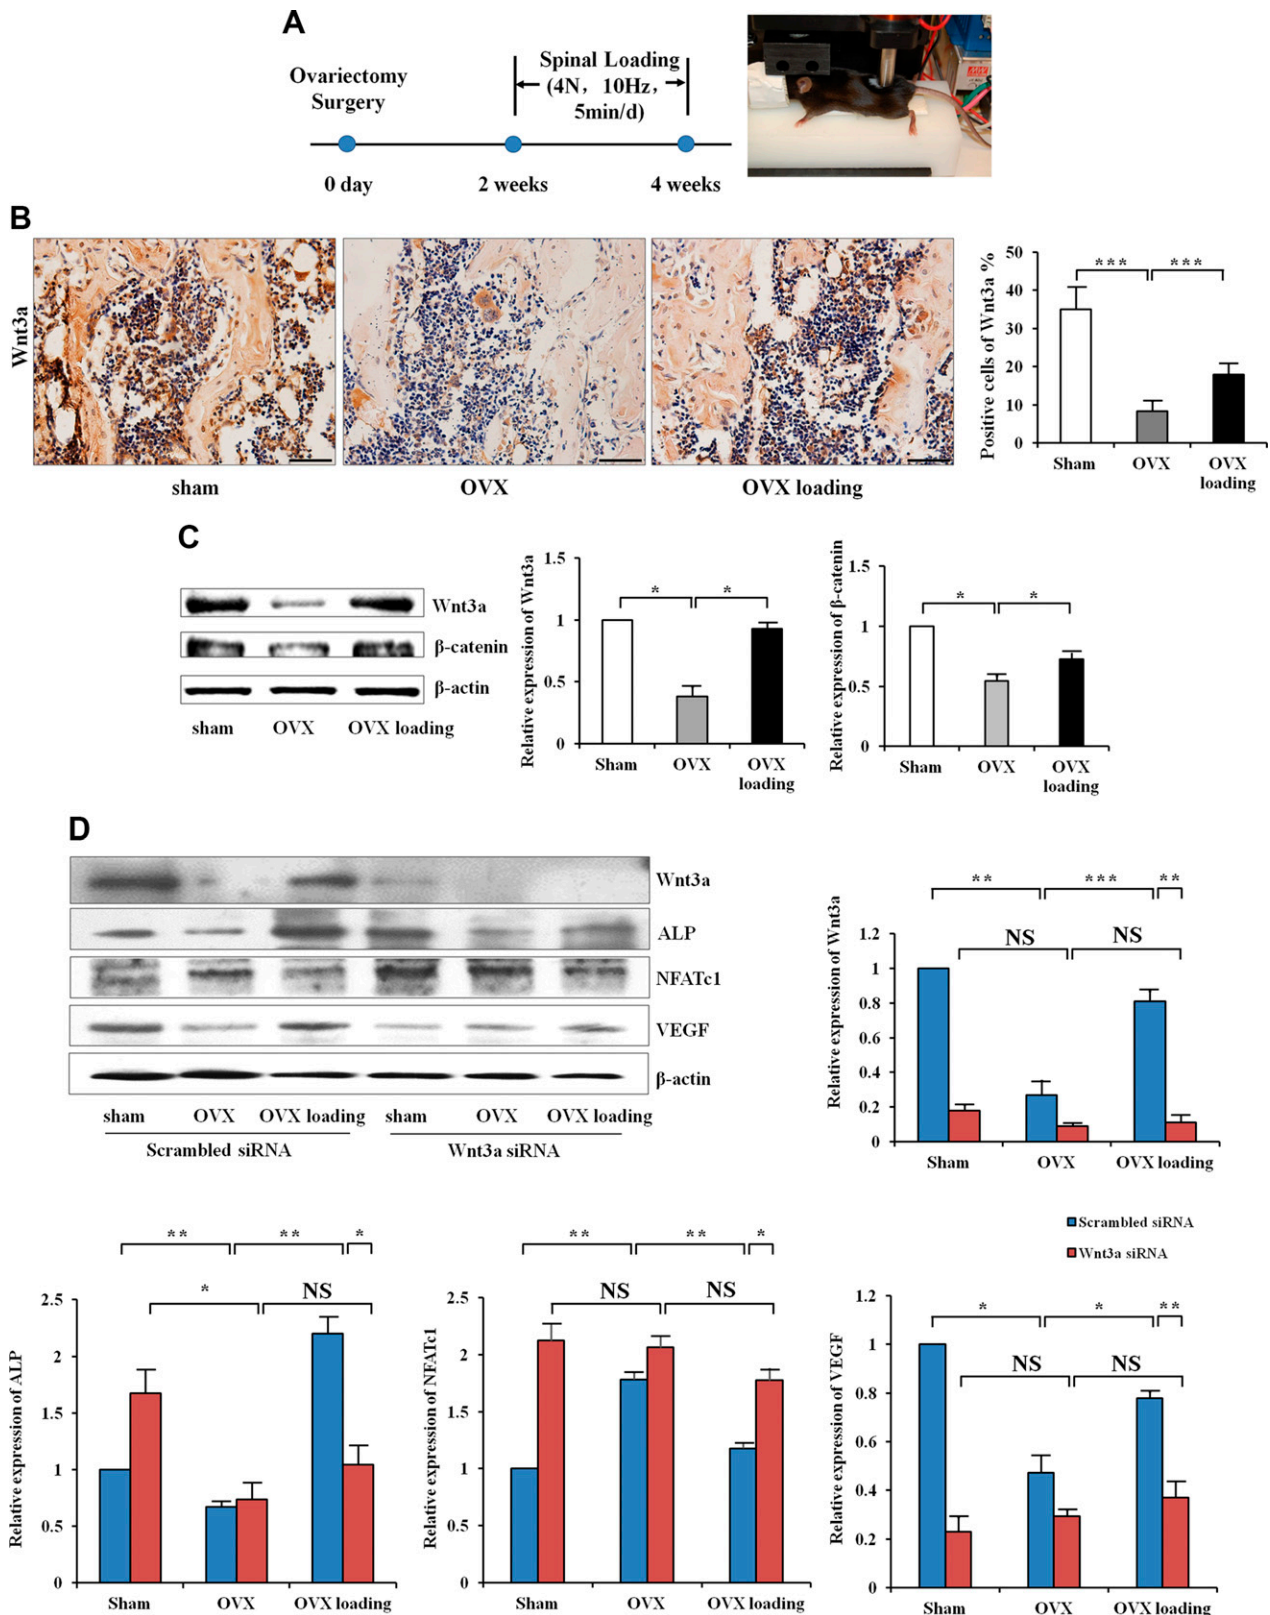 A
Ovariectomy
Surgery
Spinal Loading
(4N, 10Hz,
5min/d)
0 day
2 weeks
4 weeks
B
Wnt3a
sham
OVX
OVX loading
Positive cells of Wnt3a %
50
40
30
20
10
0
***
***
Sham
OVX
OVX
loading
C
Wnt3a
β-catenin
β-actin
sham
OVX
OVX loading
Relative expression of Wnt3a
1.5
1
0.5
0
*
*
Sham
OVX
OVX
loading
Relative expression of β-catenin
1.5
1
0.5
0
*
*
Sham
OVX
OVX
loading
D
Wnt3a
ALP
NFATc1
VEGF
β-actin
sham
OVX
OVX loading
sham
OVX
OVX loading
Scrambled siRNA
Wnt3a siRNA
Relative expression of Wnt3a
1.2
1
0.8
0.6
0.4
0.2
0
**
***
**
NS
NS
Sham
OVX
OVX loading
Scrambled siRNA
Wnt3a siRNA
Relative expression of ALP
2.5
2
1.5
1
0.5
0
**
**
*
*
NS
Sham
OVX
OVX loading
Relative expression of NFATc1
2.5
2
1.5
1
0.5
0
**
**
*
NS
NS
Sham
OVX
OVX loading
Relative expression of VEGF
1.2
1
0.8
0.6
0.4
0.2
0
*
*
**
NS
NS
Sham
OVX
OVX loading